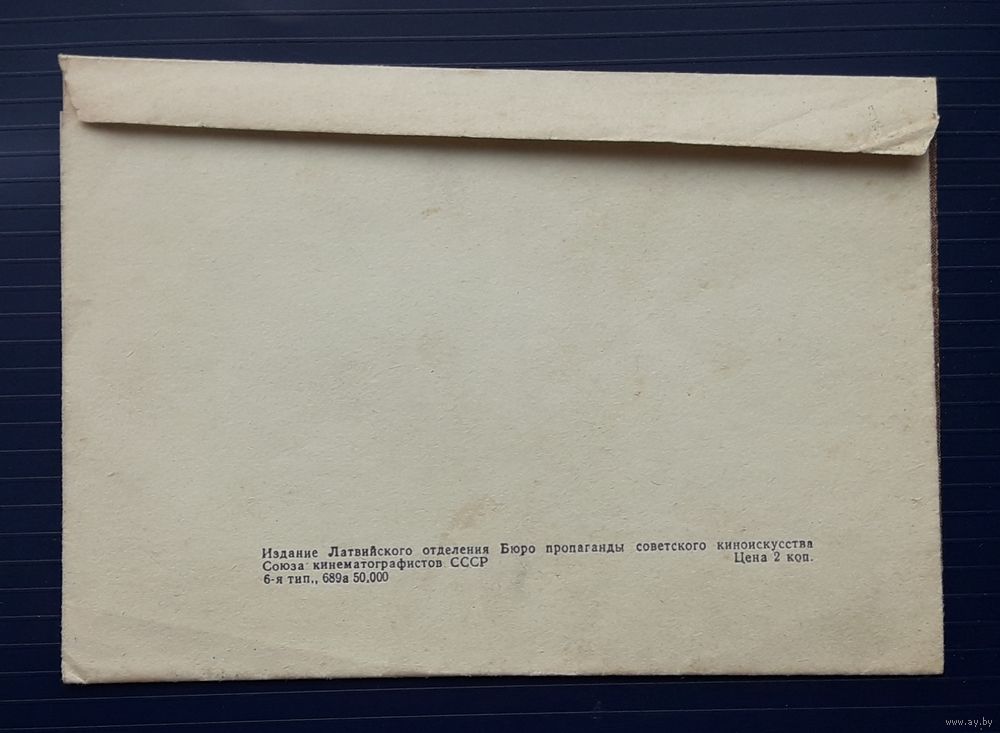 Издание Латвийского отделения Бюро пропаганды советского киноискусства
Союза кинематографистов СССР Цена 2 коп.
6-я тип., 689а 50.000
www.ay.by